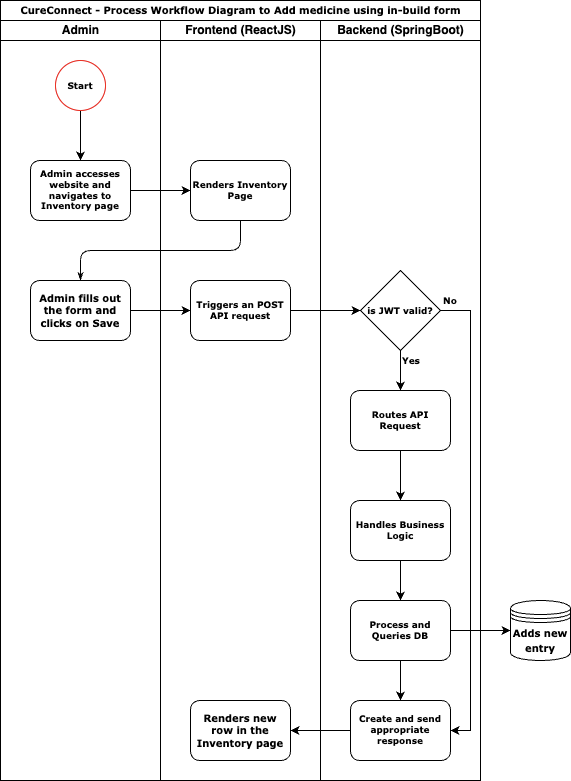 CureConnect - Process Workflow Diagram to Add medicine using in-build form
Admin
Frontend (ReactJS)
Backend (SpringBoot)
Start
Admin accesses
website and
navigates to
Inventory page
Renders Inventory
Page
Admin fills out
the form and
clicks on Save
Triggers an POST
API request
is JWT valid?
No
Yes
Routes API
Request
Handles Business
Logic
Process and
Queries DB
Adds new
entry
Renders new
row in the
Inventory page
Create and send
appropriate
response